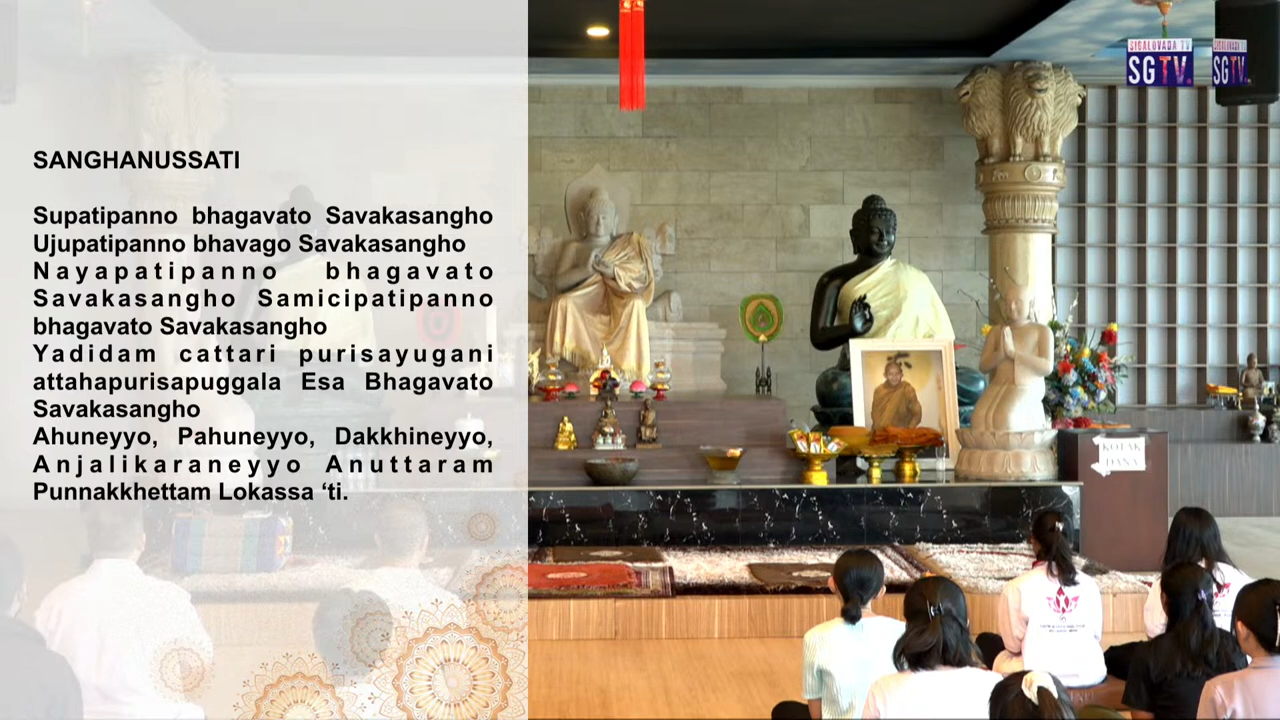 SANGHANUSSATI
Supatipanno bhagavato Savakasangho
Ujupatipanno bhavago Savakasangho
Nayapatipanno bhagavato
Savakasangho Samicipatipanno
bhagavato Savakasangho
Yadidam cattari purisayugani
attahapurisapuggala Esa Bhagavato
Savakasangho
Ahuneyyo, Pahuneyyo, Dakkhineyyo,
Anjalikaraneyyo Anuttaram
Punnakkhettam Lokassa ‘ti.
SIGALOVADA TV
SGTV.
SGTV.
KOTAK
DANA